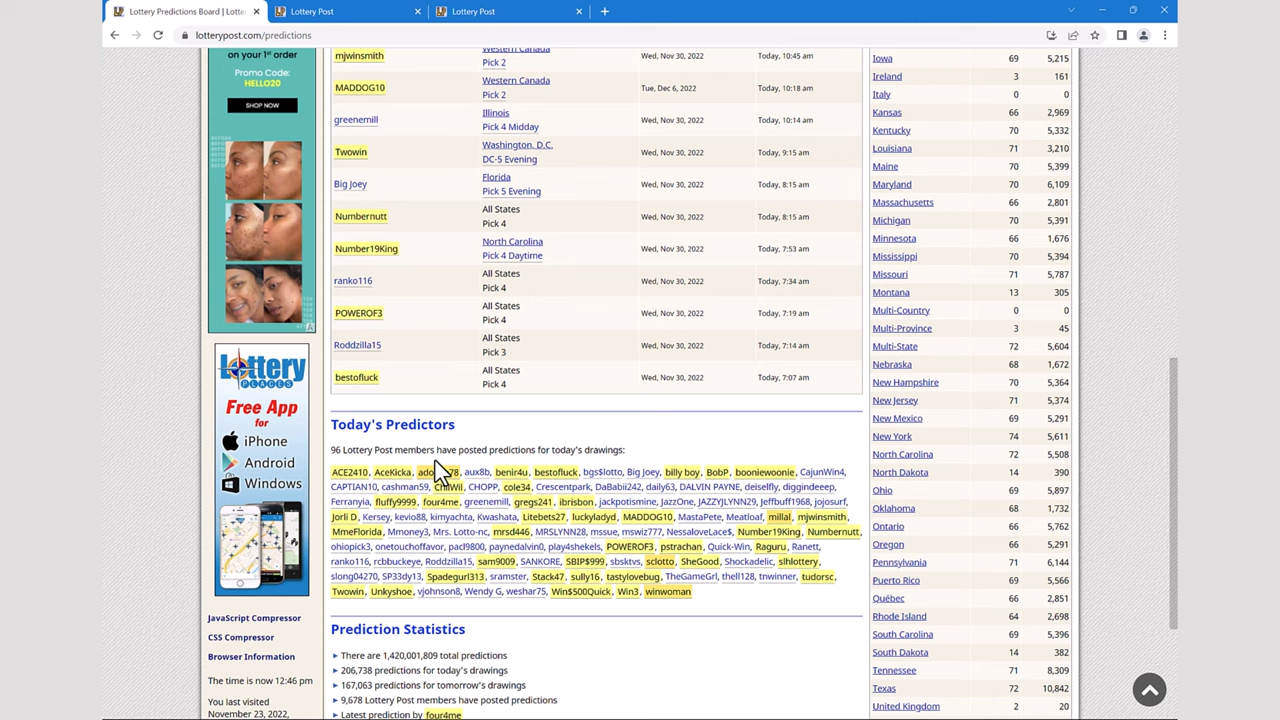 Lottery Predictions Board | Lotte
Lottery Post
Lottery Post
lotterypost.com/predictions
on your 1st order
Promo Code:
HELLO20
SHOP NOW
Lottery
PLACES
Free App
for
iPhone
Android
Windows
JavaScript Compressor
CSS Compressor
Browser Information
The time is now 12:46 pm
You last visited
November 23, 2022,
mjwinsmith Western Canada Pick 2 Wed, Nov 30, 2022 Today, 10:45 am
MADDOG10 Western Canada Pick 2 Tue, Dec 6, 2022 Today, 10:18 am
greenemill Illinois Pick 4 Midday Wed, Nov 30, 2022 Today, 10:14 am
Twowin Washington, D.C. DC-5 Evening Wed, Nov 30, 2022 Today, 9:15 am
Big Joey Florida Pick 5 Evening Wed, Nov 30, 2022 Today, 8:15 am
Numbernutt All States Pick 4 Wed, Nov 30, 2022 Today, 8:15 am
Number19King North Carolina Pick 4 Daytime Wed, Nov 30, 2022 Today, 7:53 am
ranko116 All States Pick 4 Wed, Nov 30, 2022 Today, 7:34 am
POWEROF3 All States Pick 4 Wed, Nov 30, 2022 Today, 7:19 am
Roddzilla15 All States Pick 3 Wed, Nov 30, 2022 Today, 7:14 am
bestofluck All States Pick 4 Wed, Nov 30, 2022 Today, 7:07 am
Today's Predictors
96 Lottery Post members have posted predictions for today's drawings:
ACE2410, AceKicka, aux8b, benir4u, bestofluck, bgs$lotto, Big Joey, billy boy, BobP, booniewoonie, CajunWin4,
CAPTIAN10, cashman59, ChiliWil, CHOPP, cole34, Crescentpark, DaBabii242, daily63, DALVIN PAYNE, deiselfly, diggindeeep,
Ferranyia, fluffy9999, four4me, greenemill, gregs241, ibrisbon, jackpotismine, JazzOne, JAZZYJLYNN29, Jeffbuff1968, jojosurf,
Jorli D, Kersey, kevio88, kimyachta, Kwashata, Litebets27, luckyladyd, MADDOG10, MastaPete, Meatloaf, millal, mjwinsmith,
MmeFlorida, Mmoney3, Mrs. Lotto-nc, mrsd446, MRSLYNN28, mssue, mswiz777, NessaloveLace$, Number19King, Numbernutt,
ohiopick3, onetouchoffavor, pacl9800, paynedalvin0, play4shekels, POWEROF3, pstrachan, Quick-Win, Raguru, Ranett,
ranko116, rcbbuckeye, Roddzilla15, sam9009, SANKORE, SBIP$999, sbsktvs, sclotto, SheGood, Shockadelic, slhlottery,
slong04270, SP33dy13, Spadegurl313, sramster, Stack47, sully16, tastylovebug, TheGameGrl, thell128, tnwinner, tudorsc,
Twowin, Unkyshoe, vjohnson8, Wendy G, weshar75, Win$500Quick, Win3, winwoman
Prediction Statistics
► There are 1,420,001,809 total predictions
► 206,738 predictions for today's drawings
► 167,063 predictions for tomorrow's drawings
► 9,678 Lottery Post members have posted predictions
► Latest prediction by four4me
Iowa 69 5,215
Ireland 3 161
Italy 0 0
Kansas 66 2,969
Kentucky 70 5,332
Louisiana 71 3,210
Maine 70 5,399
Maryland 70 6,109
Massachusetts 66 2,801
Michigan 70 5,391
Minnesota 66 1,676
Mississippi 70 5,394
Missouri 71 5,787
Montana 13 305
Multi-Country 0 0
Multi-Province 3 45
Multi-State 72 5,604
Nebraska 68 1,672
New Hampshire 70 5,364
New Jersey 71 5,374
New Mexico 69 5,291
New York 74 5,611
North Carolina 72 5,508
North Dakota 14 390
Ohio 69 5,897
Oklahoma 68 1,732
Ontario 66 5,762
Oregon 66 5,291
Pennsylvania 71 6,144
Puerto Rico 69 5,566
Québec 66 2,851
Rhode Island 64 2,698
South Carolina 69 5,396
South Dakota 14 382
Tennessee 71 8,309
Texas 72 10,842
United Kingdom 2 20